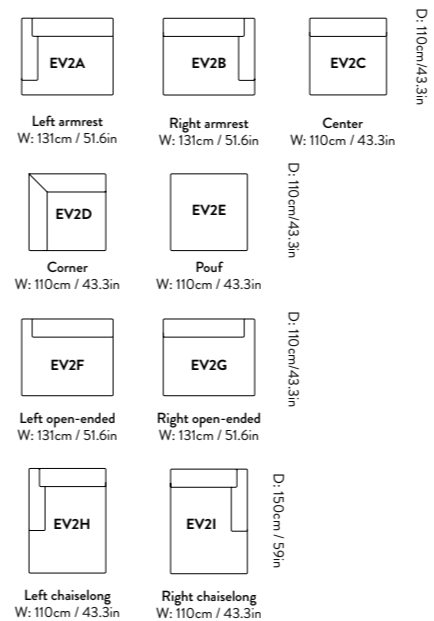 EV2A
EV2B
EV2C
D: 110cm/43.3in
Left armrest
W: 131cm / 51.6in
Right armrest
W: 131cm / 51.6in
Center
W: 110cm / 43.3in
EV2D
EV2E
D: 110cm/43.3in
Corner
W: 110cm / 43.3in
Pouf
W: 110cm / 43.3in
EV2F
EV2G
D: 110cm/43.3in
Left open-ended
W: 131cm / 51.6in
Right open-ended
W: 131cm / 51.6in
EV2H
EV2I
D: 150cm / 59in
Left chaiselong
W: 110cm / 43.3in
Right chaiselong
W: 110cm / 43.3in